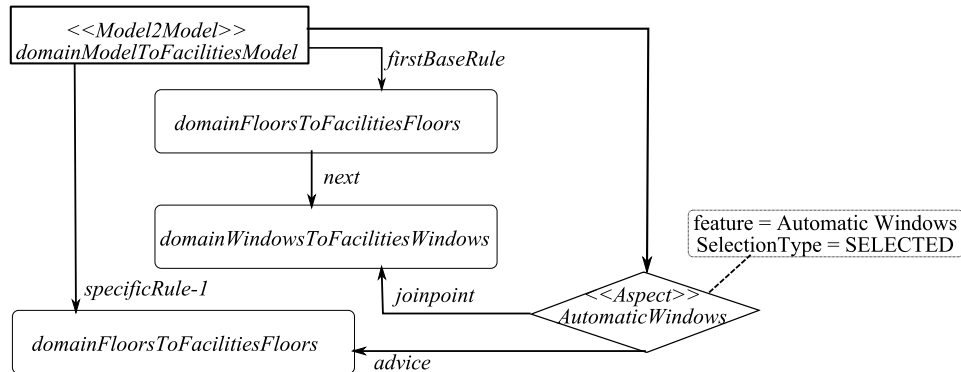 <<Model2Model>>
domainModelToFacilitiesModel
firstBaseRule
domainFloorsToFacilitiesFloors
next
domainWindowsToFacilitiesWindows
feature = Automatic Windows
SelectionType = SELECTED
specificRule-1
joinpoint
<<Aspect>>
AutomaticWindows
domainFloorsToFacilitiesFloors
advice